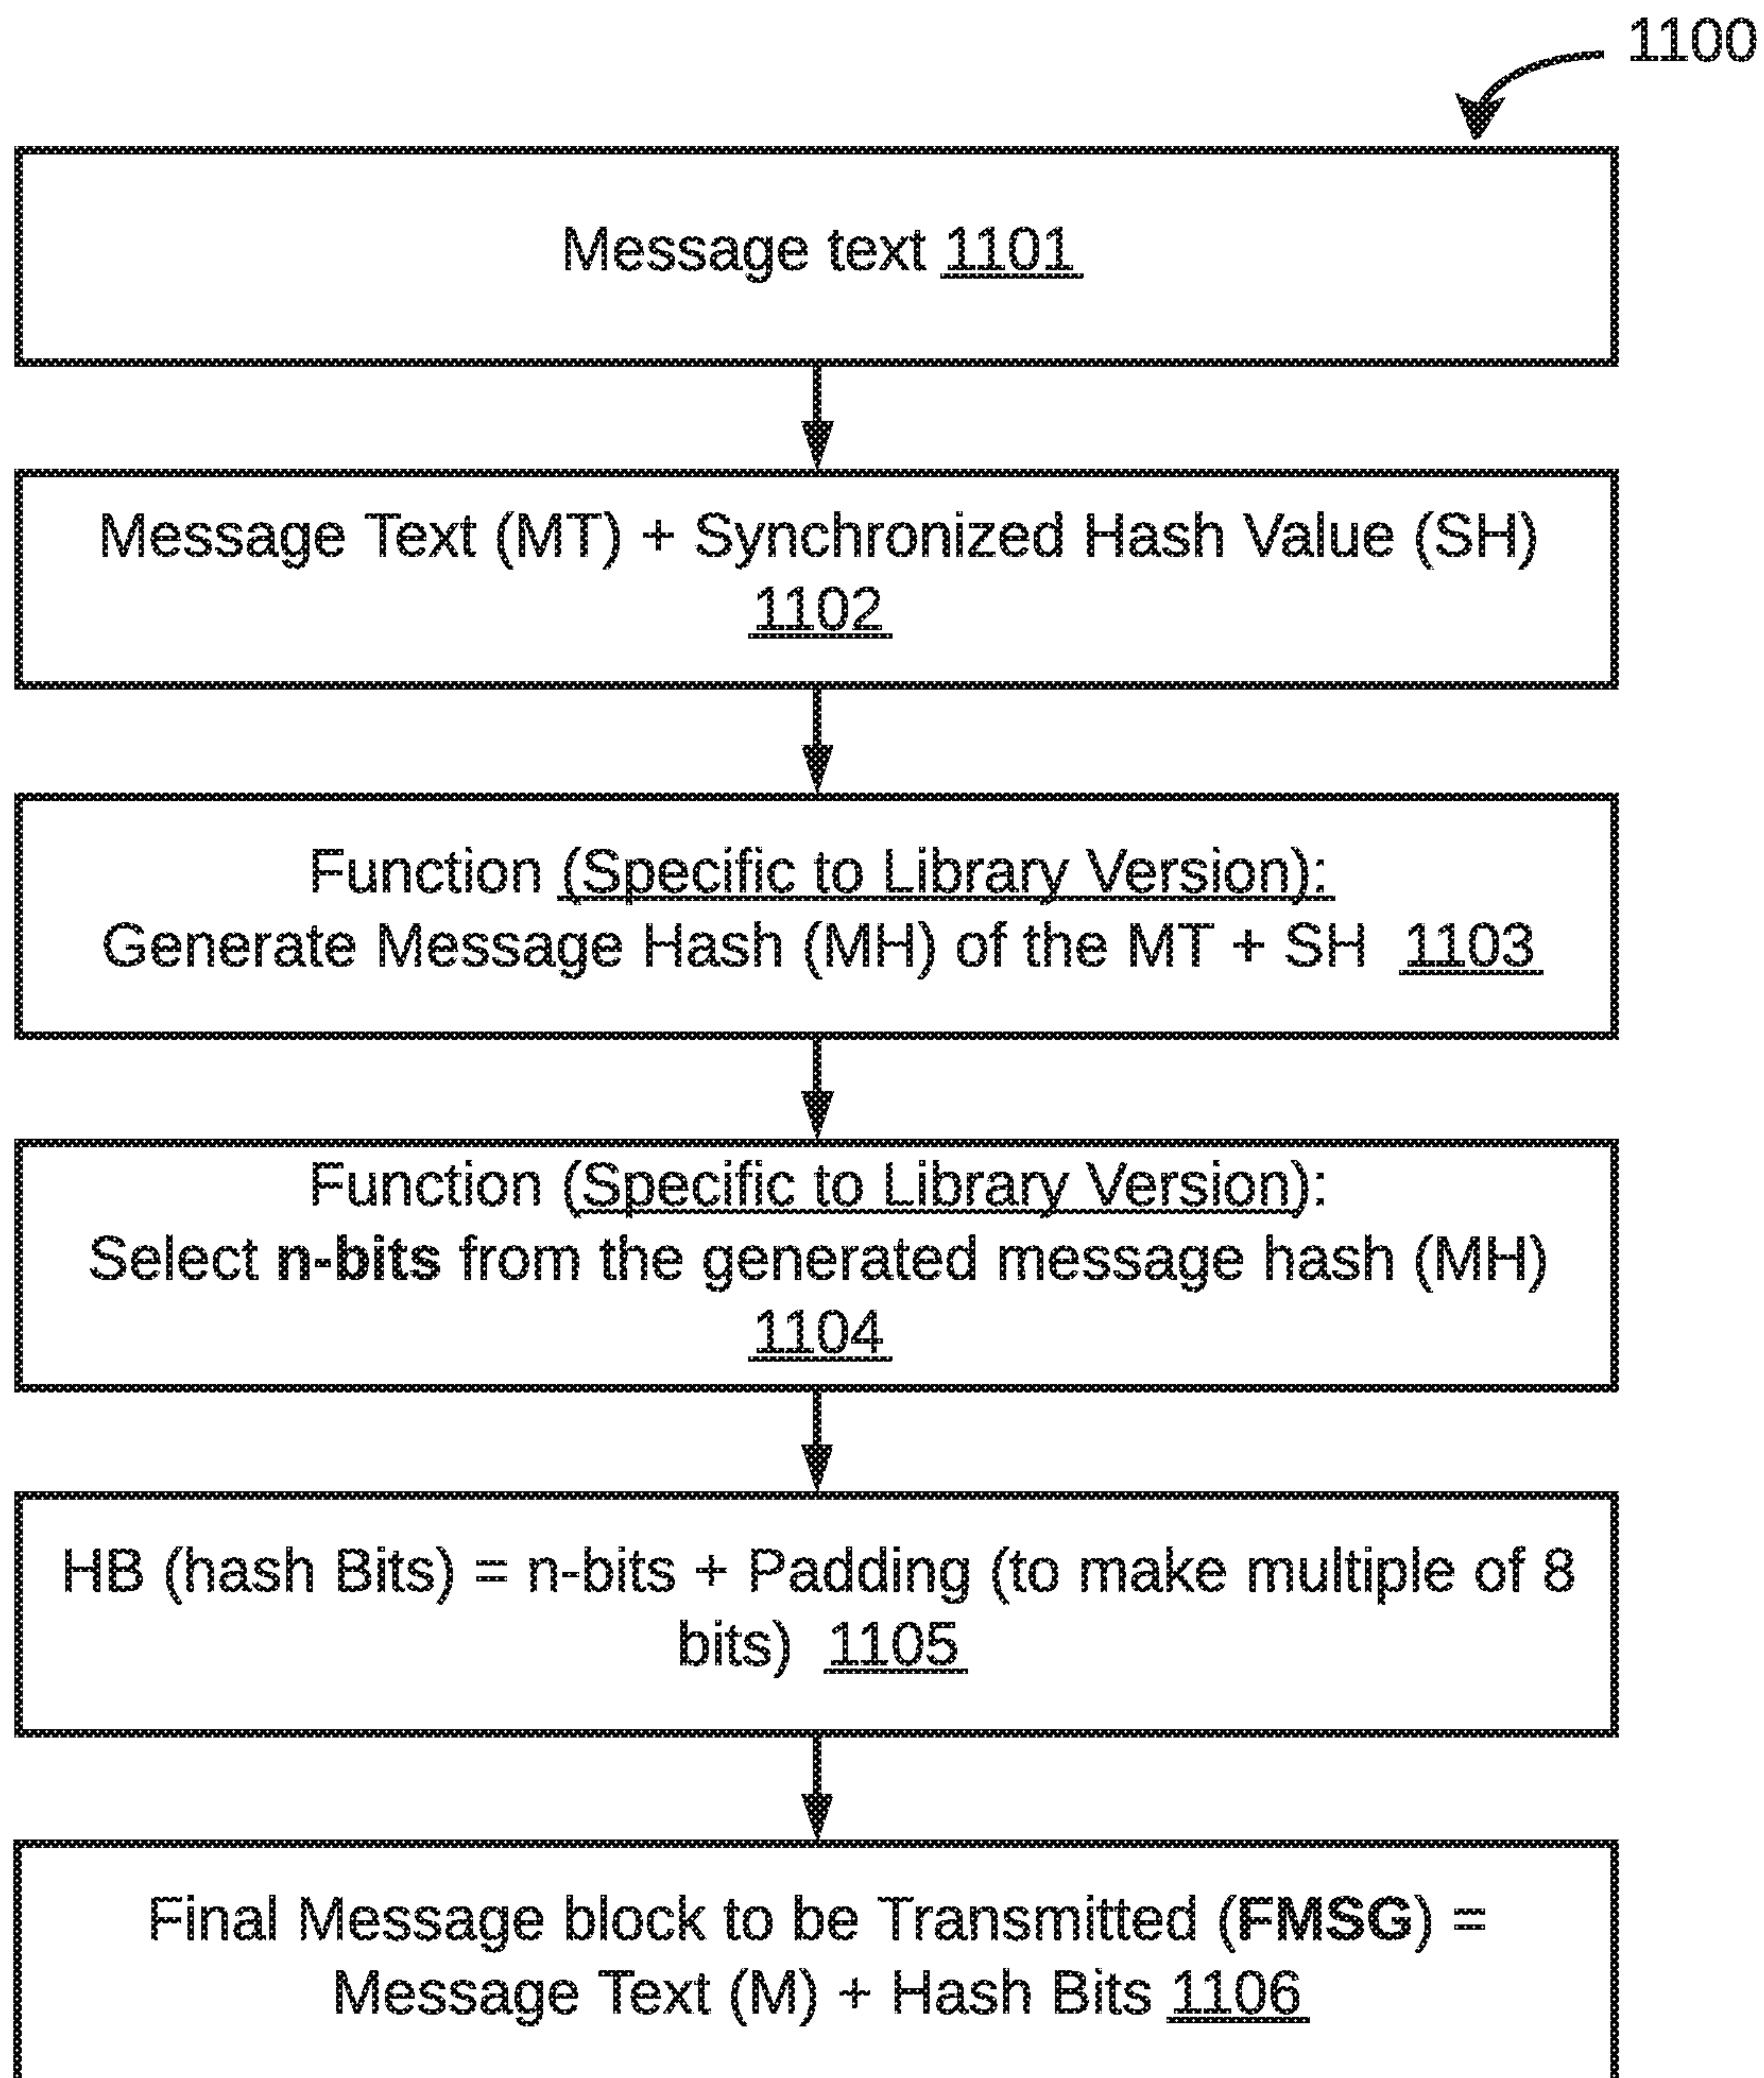 1100
Message text 1101
Message Text (MT) + Synchronized Hash Value (SH)
1102
Function (Specific to Library Version):
Generate Message Hash (MH) of the MT + SH 1103
Function (Specific to Library Version):
Select n-bits from the generated message hash (MH)
1104
HB (hash Bits) = n-bits + Padding (to make multiple of 8
bits) 1105
Final Message block to be Transmitted (FMSG) =
Message Text (M) + Hash Bits 1106